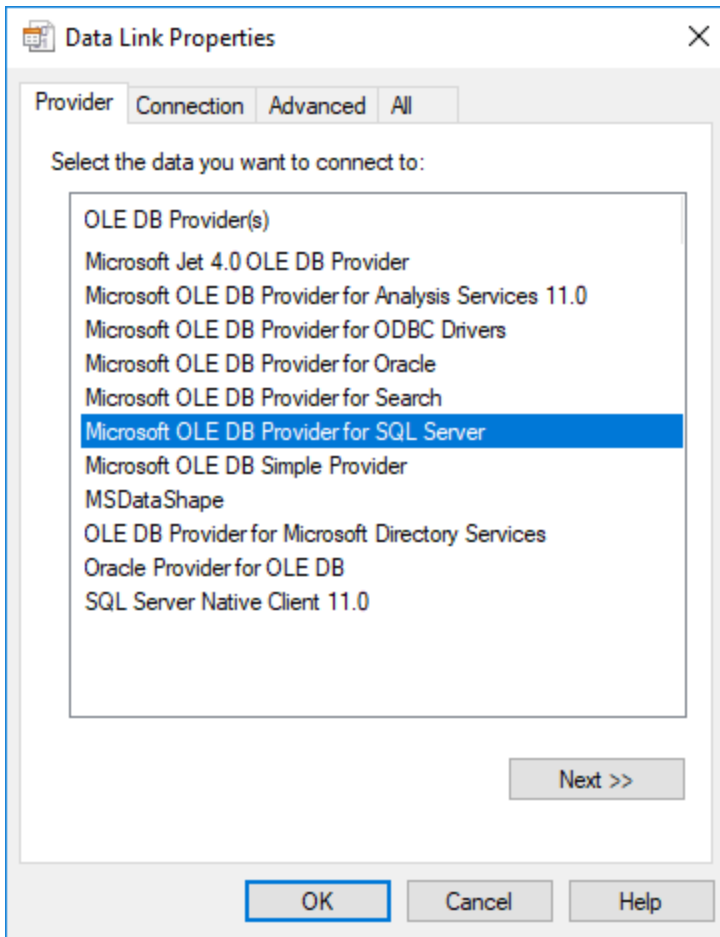 Data Link Properties
Provider Connection Advanced All
Select the data you want to connect to:
OLE DB Provider(s)
Microsoft Jet 4.0 OLE DB Provider
Microsoft OLE DB Provider for Analysis Services 11.0
Microsoft OLE DB Provider for ODBC Drivers
Microsoft OLE DB Provider for Oracle
Microsoft OLE DB Provider for Search
Microsoft OLE DB Provider for SQL Server
Microsoft OLE DB Simple Provider
MSDataShape
OLE DB Provider for Microsoft Directory Services
Oracle Provider for OLE DB
SQL Server Native Client 11.0
Next >>
OK Cancel Help